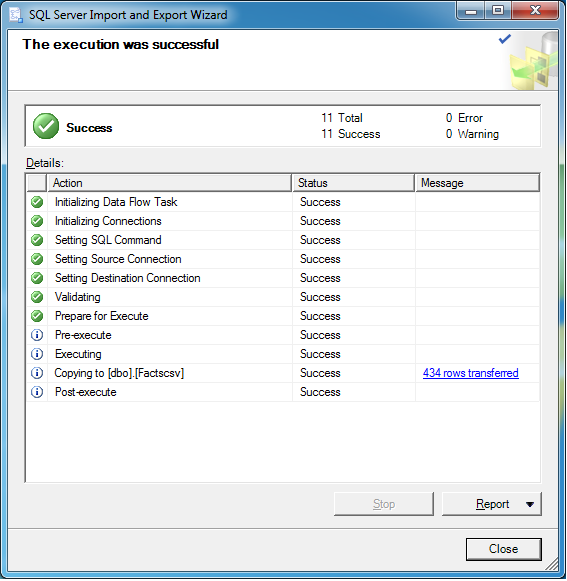 SQL Server Import and Export Wizard
The execution was successful
Success
11 Total 0 Error
11 Success 0 Warning
Details:
Action Status Message
Initializing Data Flow Task Success
Initializing Connections Success
Setting SQL Command Success
Setting Source Connection Success
Setting Destination Connection Success
Validating Success
Prepare for Execute Success
Pre-execute Success
Executing Success
Copying to [dbo].[Factscsv] Success 434 rows transferred
Post-execute Success
Stop Report
Close